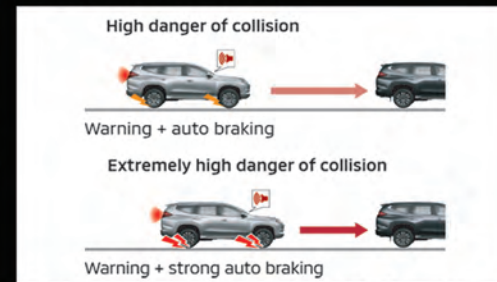 High danger of collision
Warning + auto braking
Extremely high danger of collision
Warning + strong auto braking